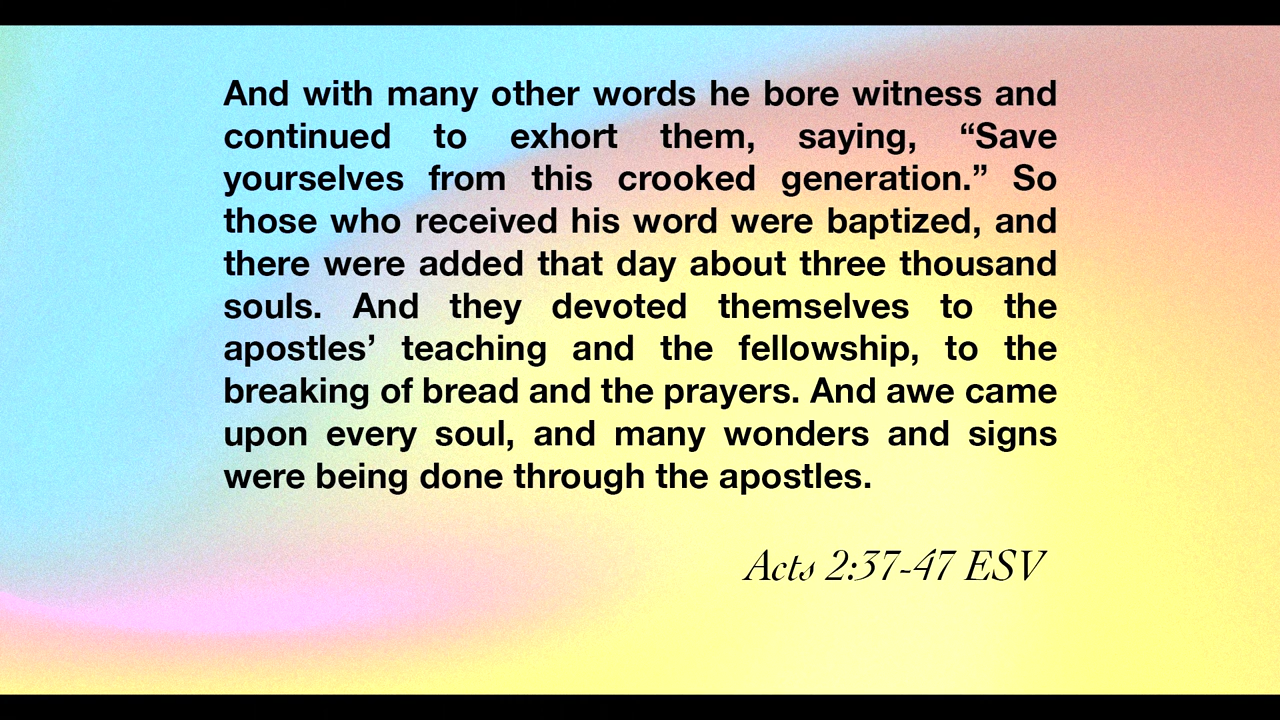 And with many other words he bore witness and
continued to exhort them, saying, “Save
yourselves from this crooked generation.” So
those who received his word were baptized, and
there were added that day about three thousand
souls. And they devoted themselves to the
apostles’ teaching and the fellowship, to the
breaking of bread and the prayers. And awe came
upon every soul, and many wonders and signs
were being done through the apostles.
Acts 2:37-47 ESV